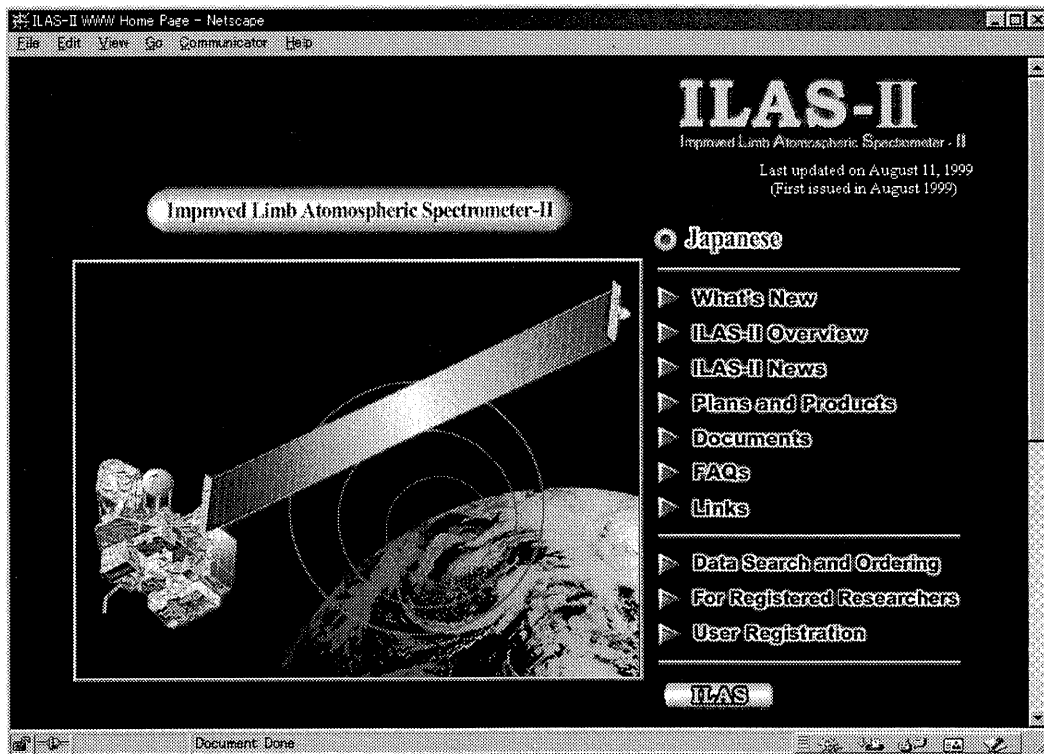 ILAS-II WWW Home Page - Netscape
File Edit View Go Communicator Help
ILAS-II
Improved Limb Atomospheric Spectrometer - II
Last updated on August 11, 1999
(First issued in August 1999)
Improved Limb Atomospheric Spectrometer-II
Japanese
What's New
ILAS-II Overview
ILAS-II News
Plans and Products
Documents
FAQs
Links
Data Search and Ordering
For Registered Researchers
User Registration
ILAS
Document: Done